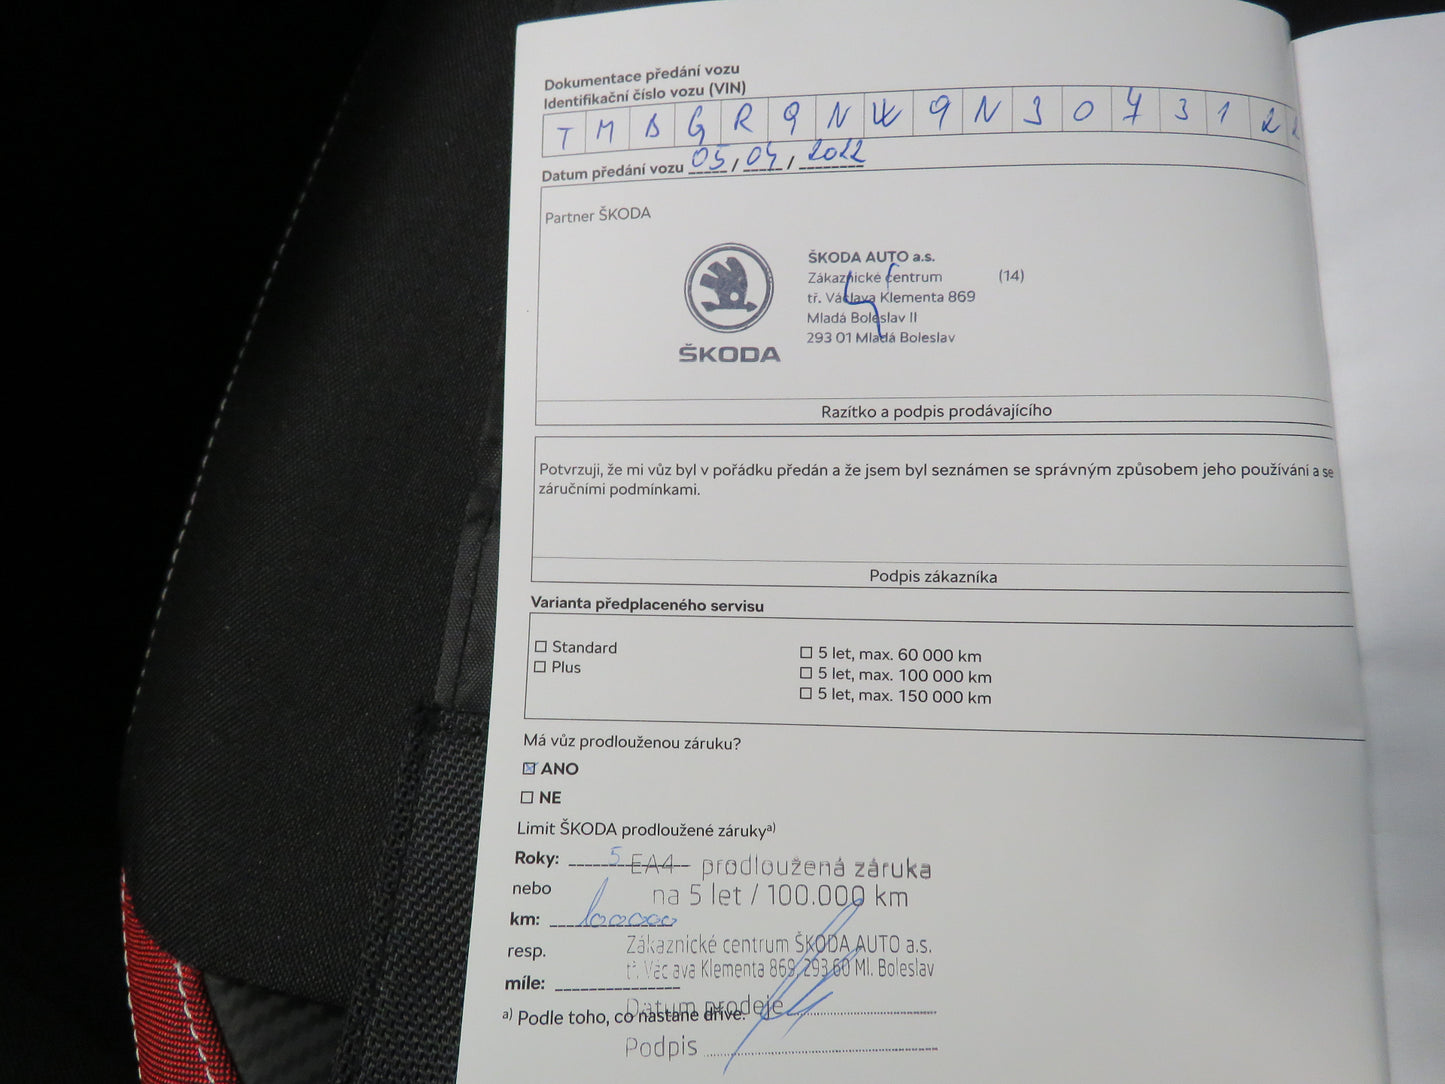 Dokumentace předání vozu
Identifikační číslo vozu (VIN)
T M B G R 9 N W 9 N 3 0 7 3 1 2
Datum předání vozu 05 / 04 / 2022
Partner ŠKODA
ŠKODA AUTO a.s.
Zákaznické centrum (14)
tř. Václava Klementa 869
Mladá Boleslav II
293 01 Mladá Boleslav
ŠKODA
Razítko a podpis prodávajícího
Potvrzuji, že mi vůz byl v pořádku předán a že jsem byl seznámen se správným způsobem jeho používání a se
záručními podmínkami.
Podpis zákazníka
Varianta předplaceného servisu
Standard
Plus
5 let, max. 60 000 km
5 let, max. 100 000 km
5 let, max. 150 000 km
Má vůz prodlouženou záruku?
ANO
NE
Limit ŠKODA prodloužené záruky a)
Roky: 5
EA4 - prodloužená záruka
nebo
na 5 let / 100.000 km
km: 100000
Zákaznické centrum ŠKODA AUTO a.s.
resp.
tř. Václava Klementa 869, 293 60 Ml. Boleslav
míle:
Datum prodeje
a) Podle toho, co nastane dříve.
Podpis